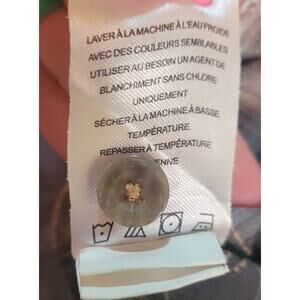 LAVER À LA MACHINE À L'EAU FROIDE
AVEC DES COULEURS SEMBLABLES
UTILISER AU BESOIN UN AGENT DE
BLANCHIMENT SANS CHLORE
UNIQUEMENT
SÉCHER À LA MACHINE À BASSE
TEMPÉRATURE
REPASSER À TEMPÉRATURE
ENNE